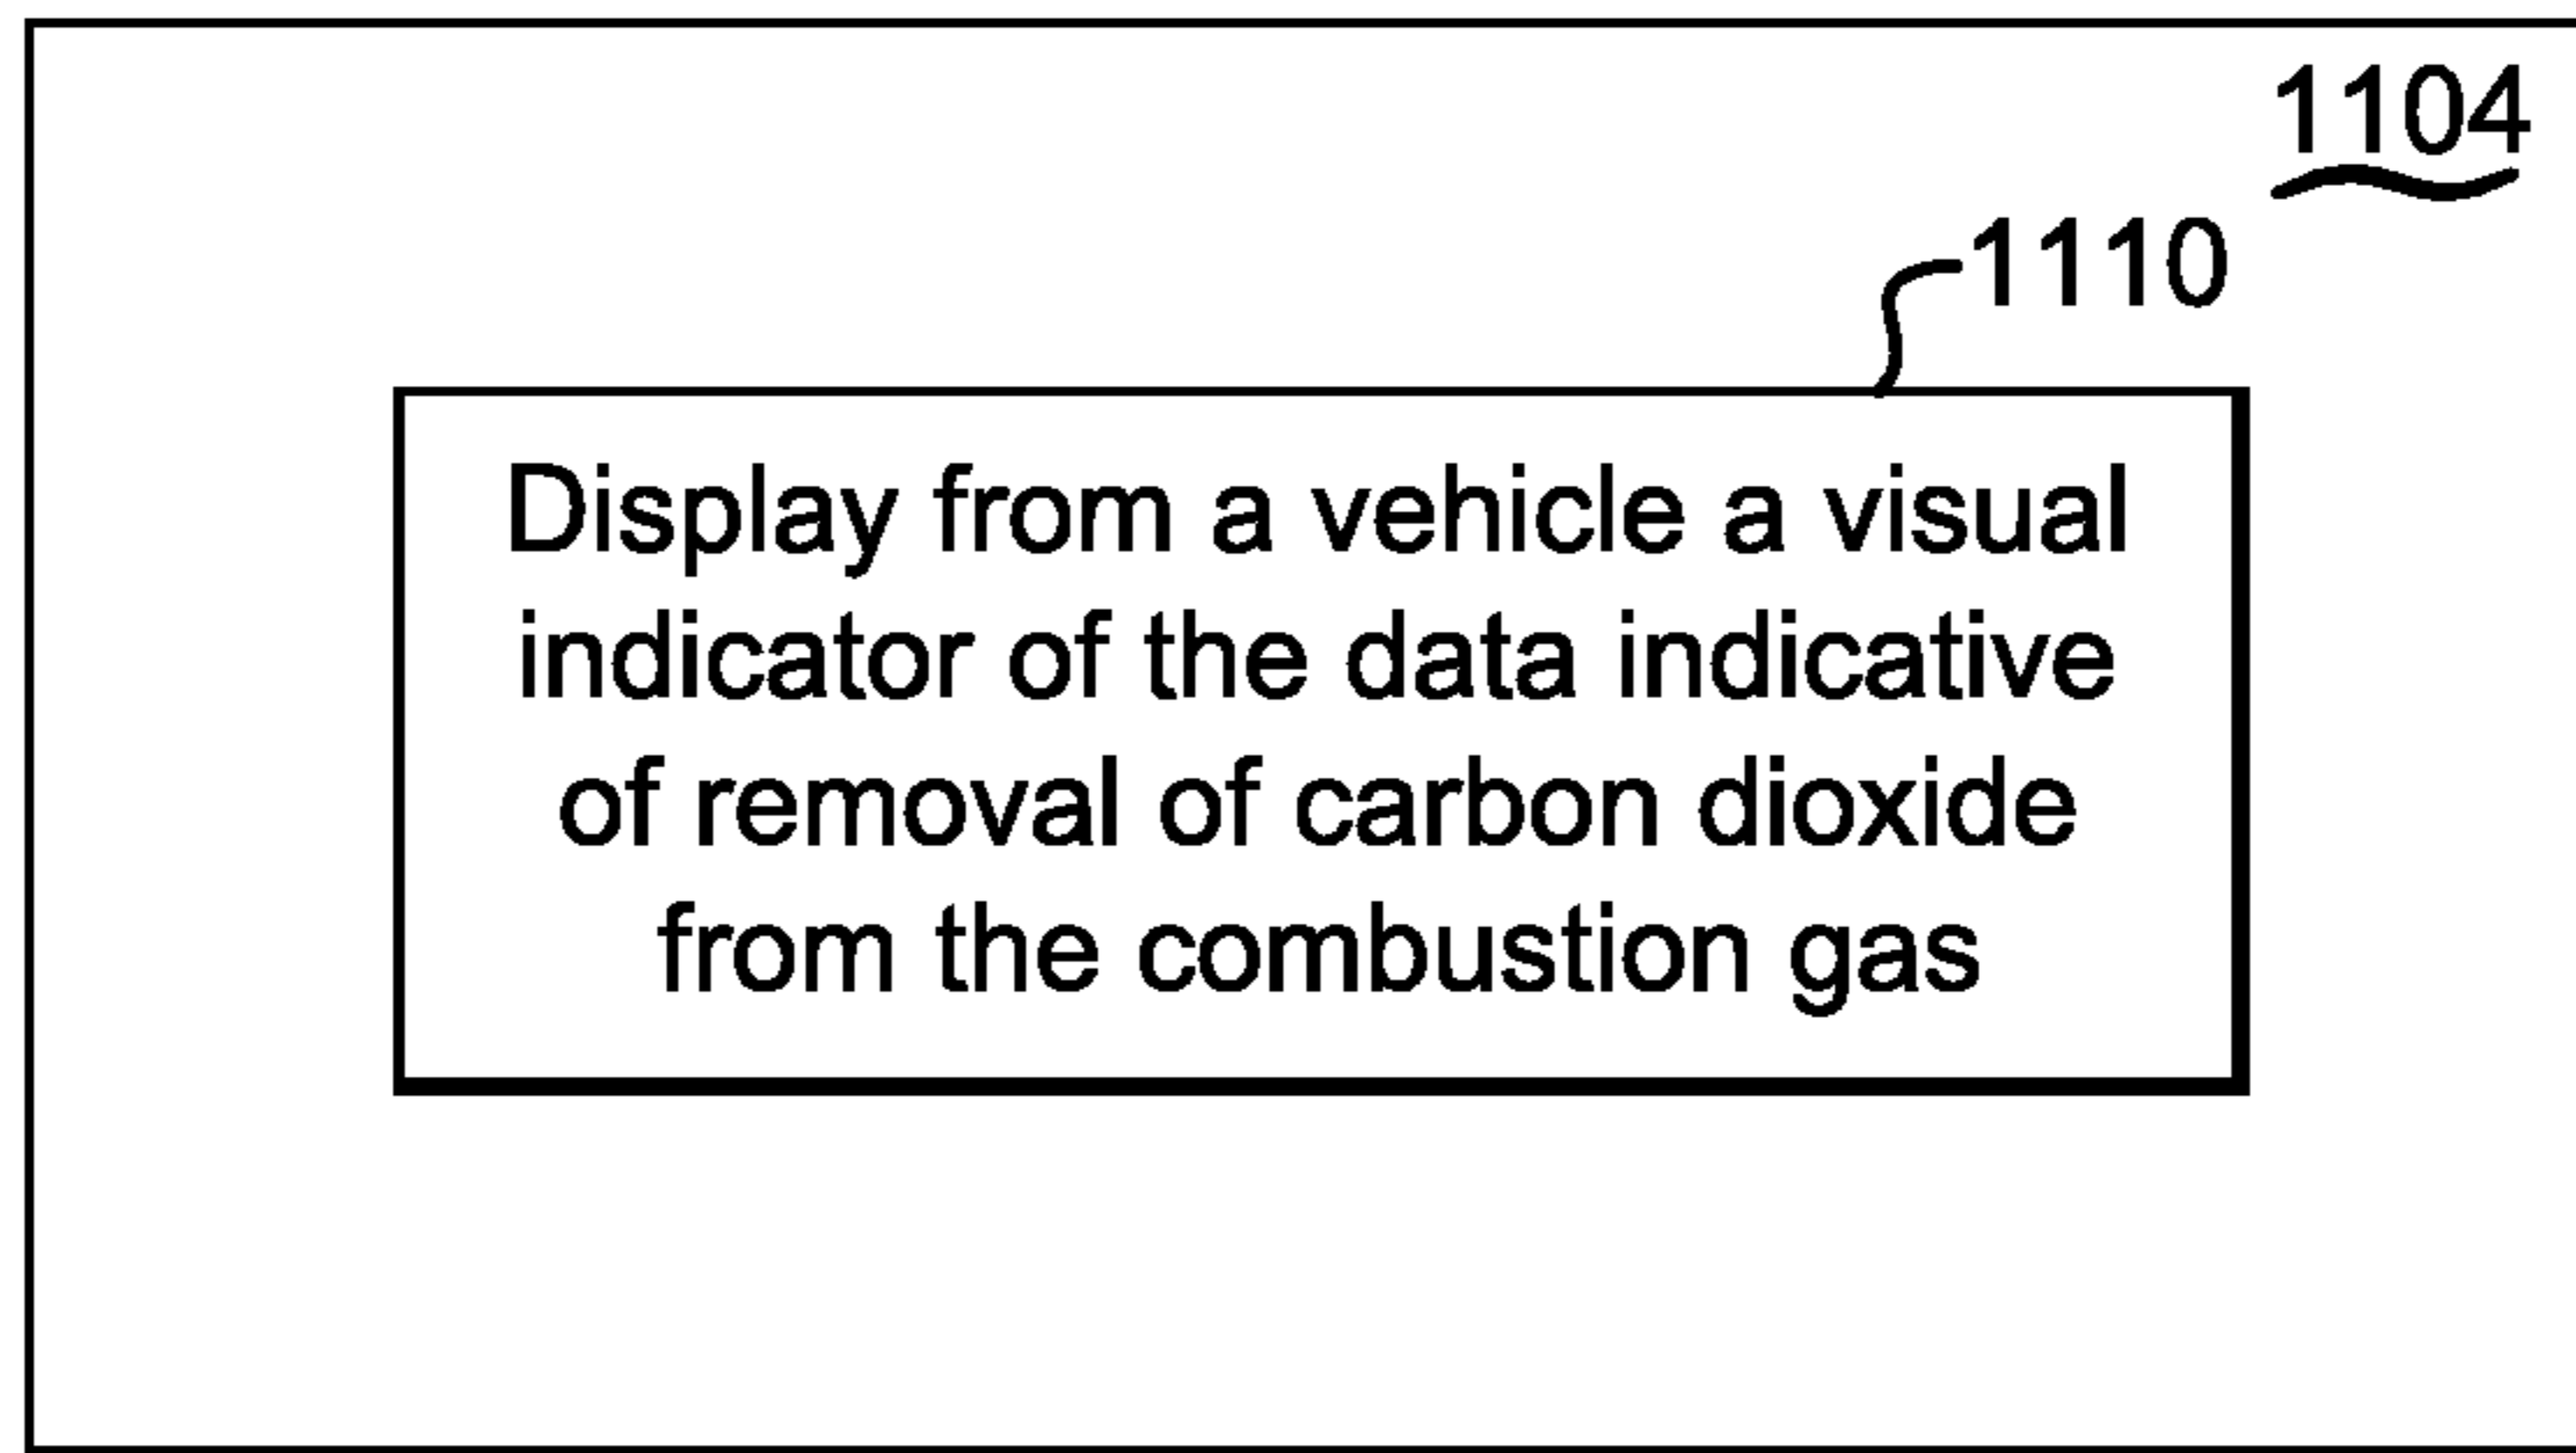 1104
1110
Display from a vehicle a visual
indicator of the data indicative
of removal of carbon dioxide
from the combustion gas